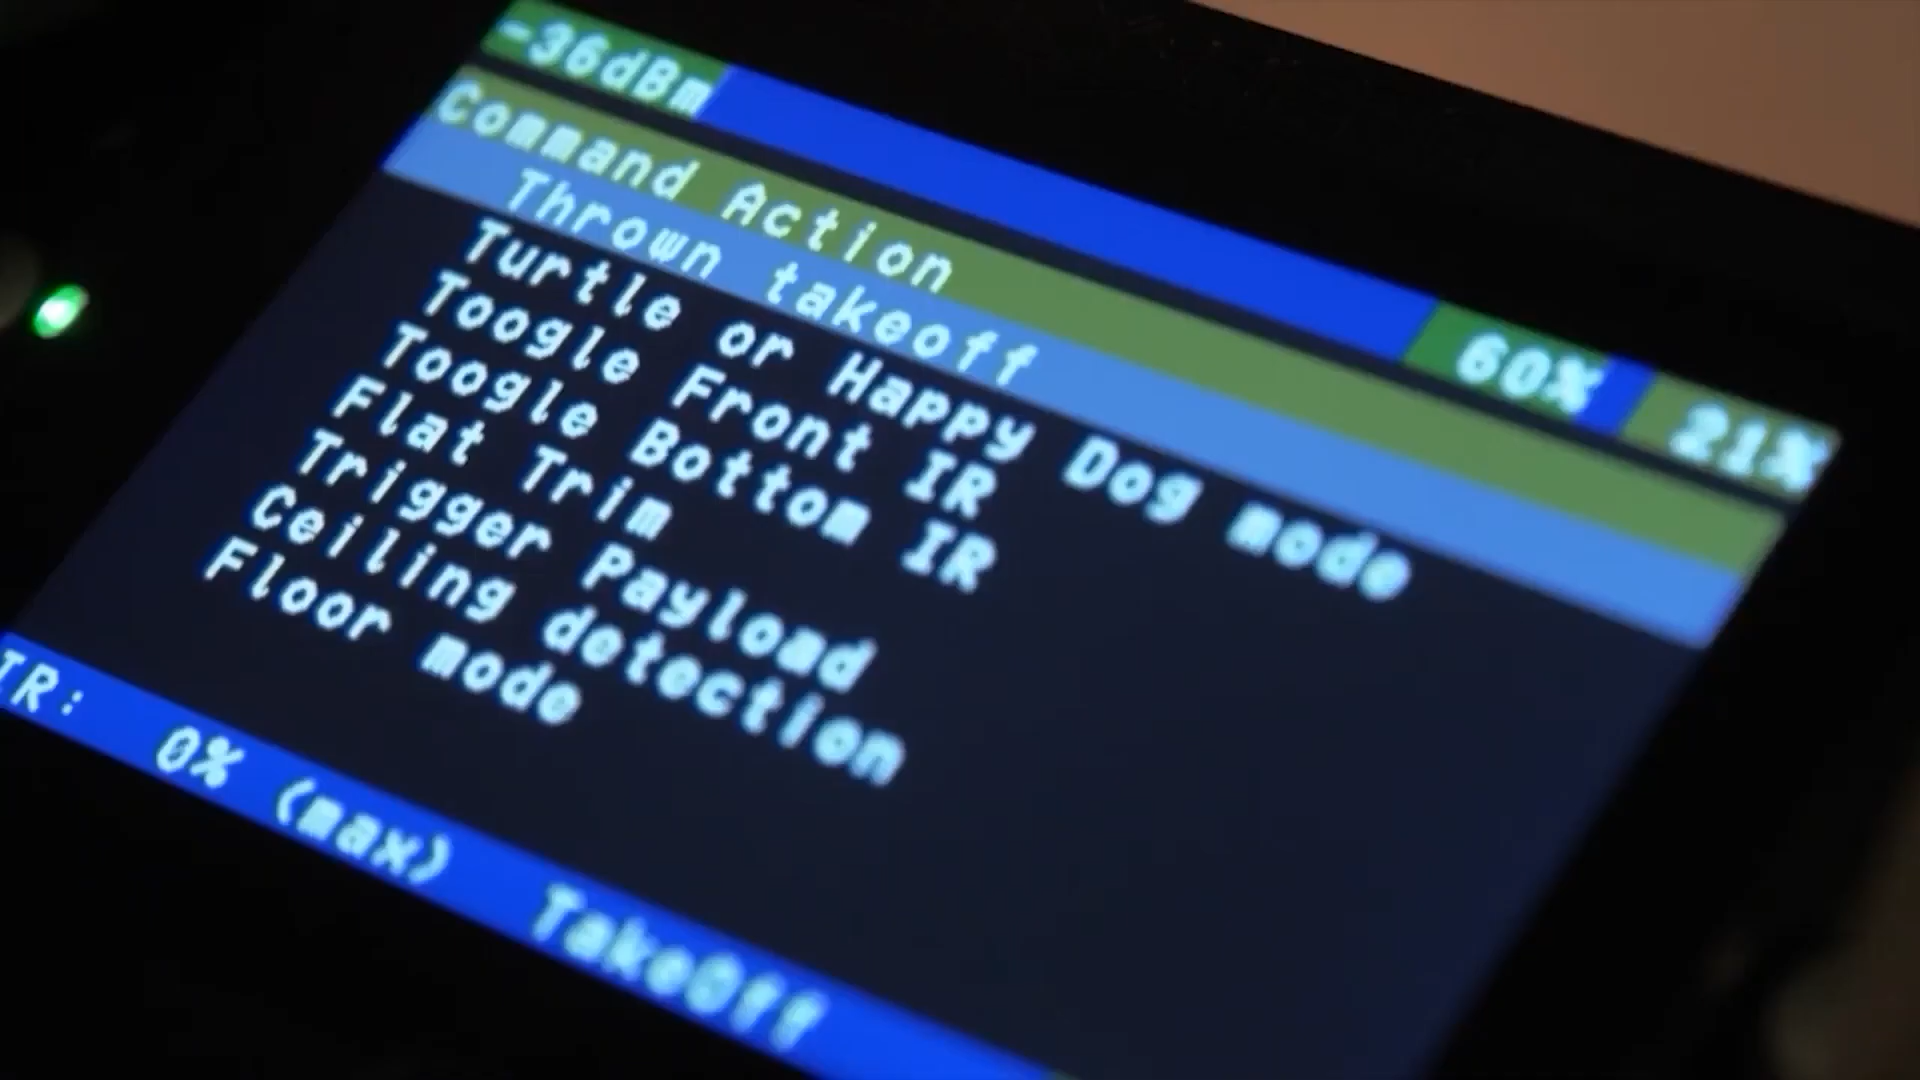 -36dBm 60% 21%
Command Action
Thrown takeoff
Turtle or Happy Dog mode
Toogle Front IR
Toogle Bottom IR
Flat Trim
Trigger Payload
Ceiling detection
Floor mode
IR: 0% (max) TakeOff